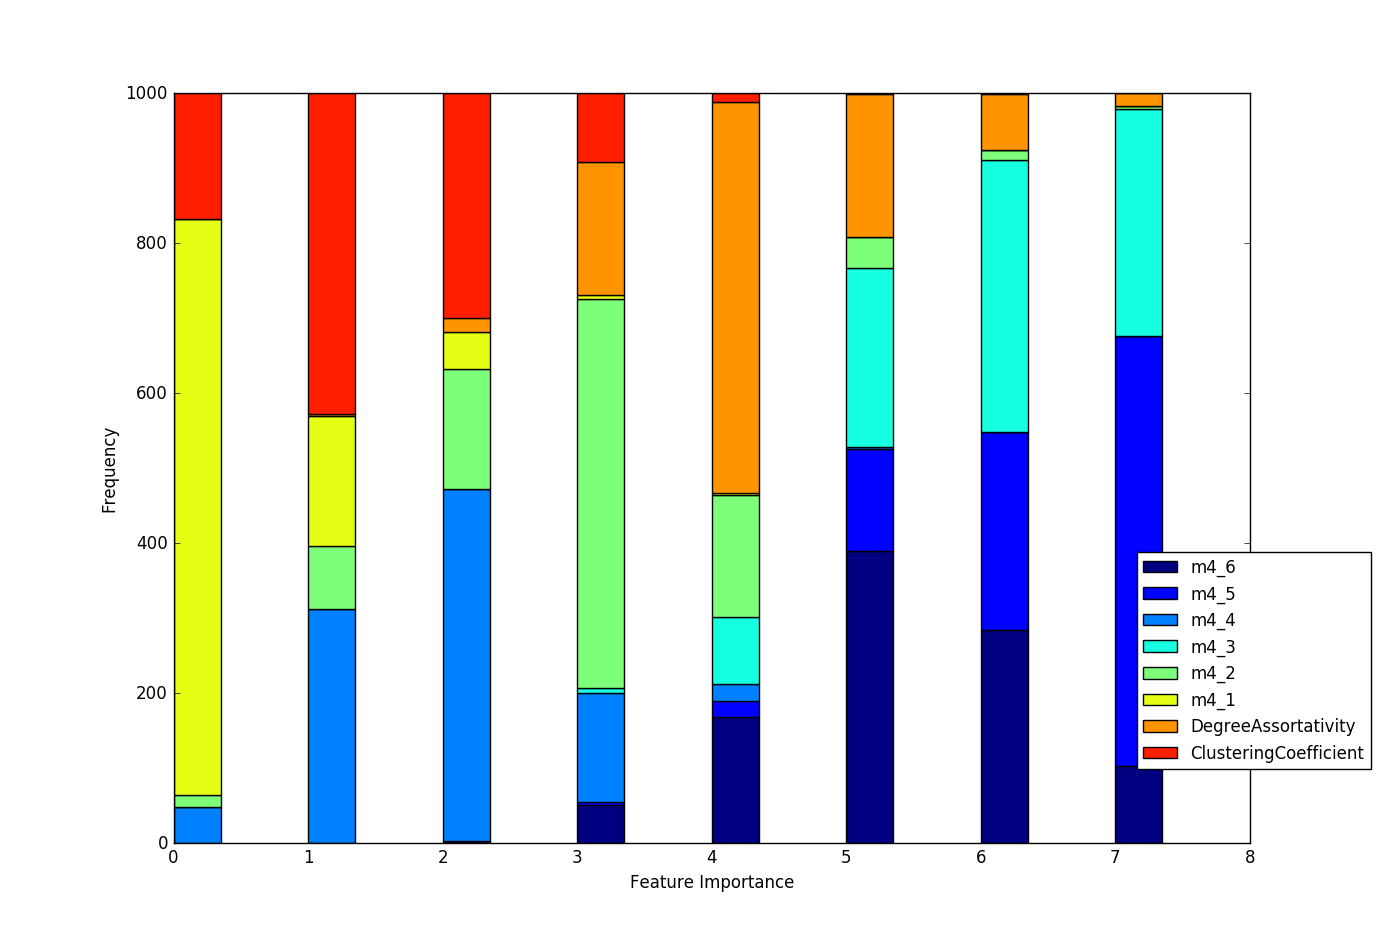 1000
800
600
400
200
0
Frequency
0 1 2 3 4 5 6 7 8
Feature Importance
m4_6
m4_5
m4_4
m4_3
m4_2
m4_1
DegreeAssortativity
ClusteringCoefficient